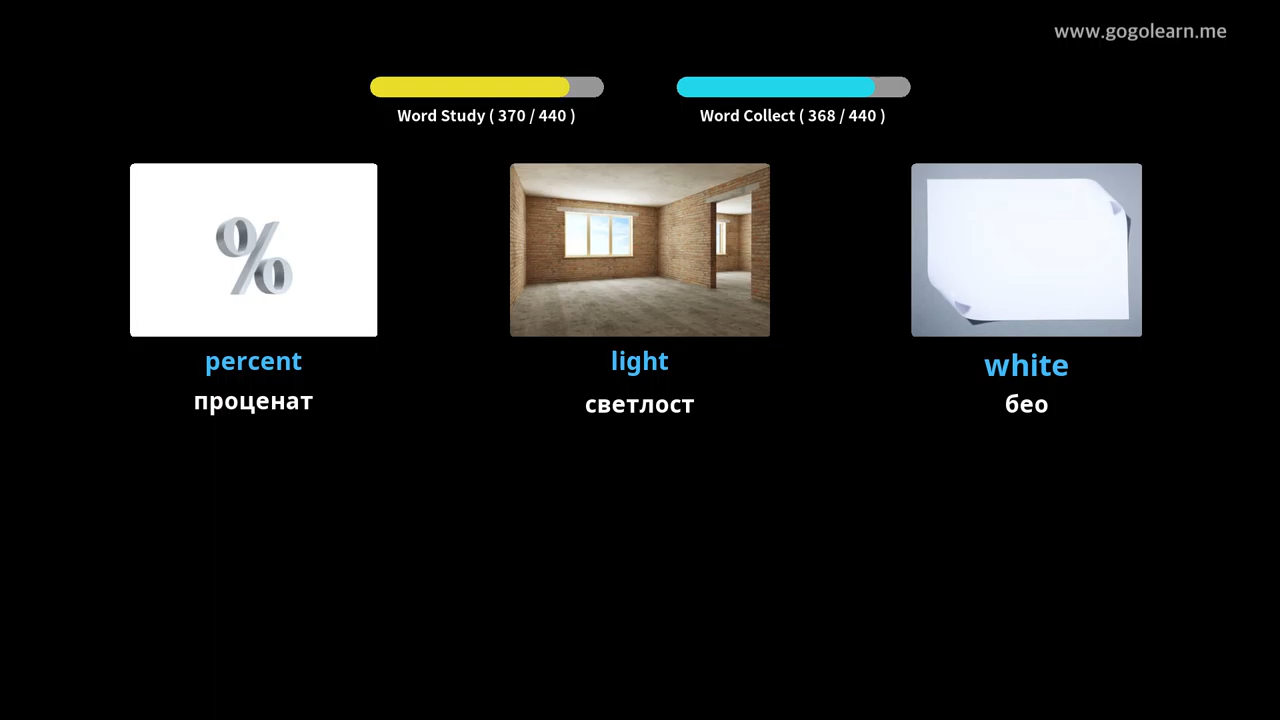 www.gogolearn.me
Word Study ( 370 / 440 )
Word Collect ( 368 / 440 )
%
percent
light
white
проценат
светлост
бео